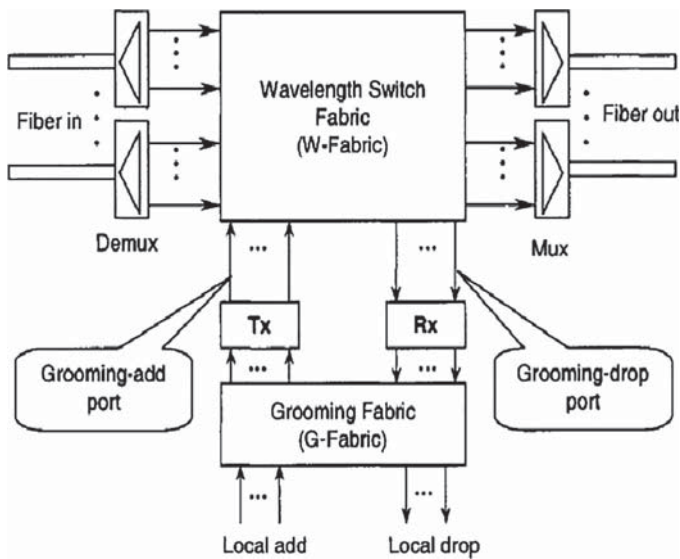 Wavelength Switch
Fabric
(W-Fabric)
Fiber in
Fiber out
Demux
Mux
Tx
Rx
Grooming-add
port
Grooming-drop
port
Grooming Fabric
(G-Fabric)
Local add
Local drop